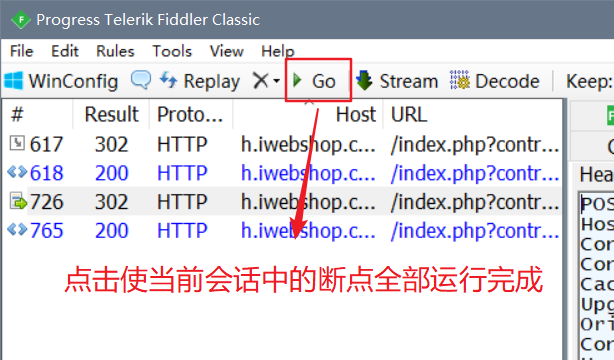 Progress Telerik Fiddler Classic
File Edit Rules Tools View Help
WinConfig Replay Go Stream Decode Keep:
# Result Proto... Host URL
617 302 HTTP h.iwebshop.c... /index.php?contr...
618 200 HTTP h.iwebshop.c... /index.php?contr...
726 302 HTTP h.iwebshop.c... /index.php?contr...
765 200 HTTP h.iwebshop.c... /index.php?contr...
点击使当前会话中的断点全部运行完成
Hea
POS
Hos
Con
Cac
Upg
Ori
Con